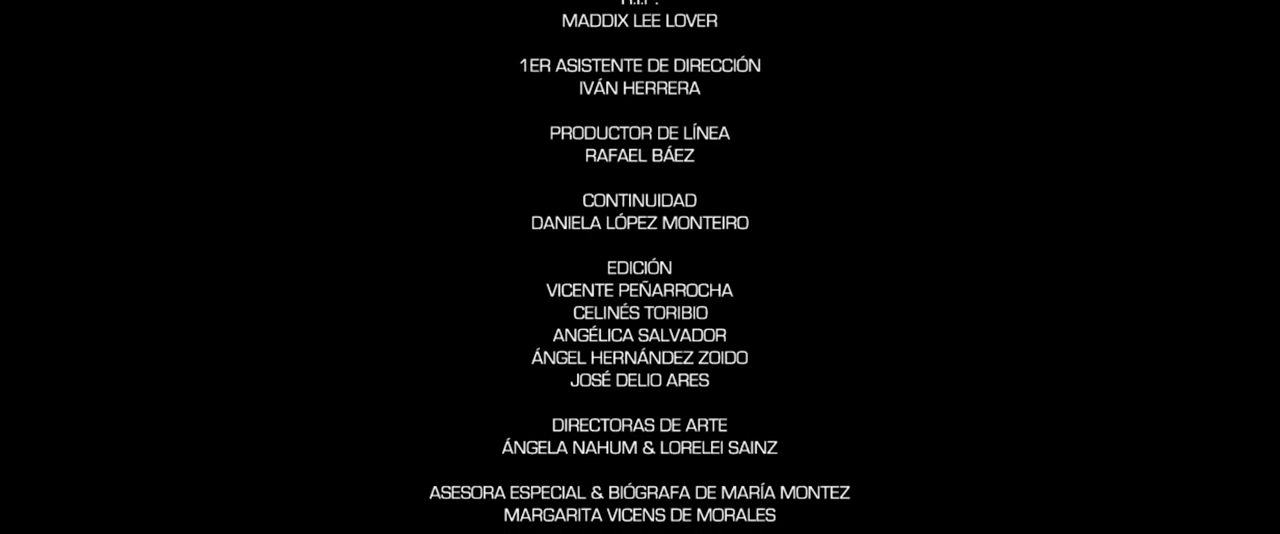 MADDIX LEE LOVER
1ER ASISTENTE DE DIRECCIÓN
IVÁN HERRERA
PRODUCTOR DE LÍNEA
RAFAEL BÁEZ
CONTINUIDAD
DANIELA LÓPEZ MONTEIRO
EDICIÓN
VICENTE PEÑARROCHA
CELINÉS TORIBIO
ANGÉLICA SALVADOR
ÁNGEL HERNÁNDEZ ZOIDO
JOSÉ DELIO ARES
DIRECTORAS DE ARTE
ÁNGELA NAHUM & LORELEI SAINZ
ASESORA ESPECIAL & BIÓGRAFA DE MARÍA MONTEZ
MARGARITA VICENS DE MORALES